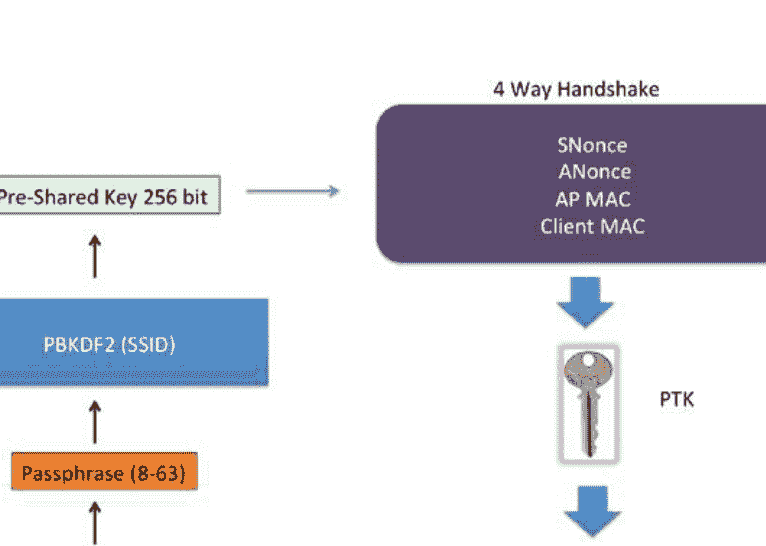 4 Way Handshake
SNonce
ANonce
AP MAC
Client MAC
Pre-Shared Key 256 bit
PBKDF2 (SSID)
PTK
Passphrase (8-63)